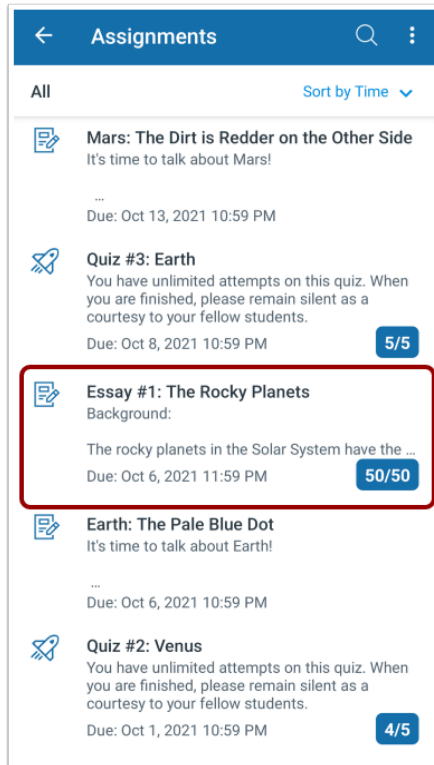 Assignments
All
Sort by Time
Mars: The Dirt is Redder on the Other Side
It's time to talk about Mars!
...
Due: Oct 13, 2021 10:59 PM
Quiz #3: Earth
You have unlimited attempts on this quiz. When
you are finished, please remain silent as a
courtesy to your fellow students.
Due: Oct 8, 2021 10:59 PM
5/5
Essay #1: The Rocky Planets
Background:
The rocky planets in the Solar System have the ...
Due: Oct 6, 2021 11:59 PM
50/50
Earth: The Pale Blue Dot
It's time to talk about Earth!
...
Due: Oct 6, 2021 10:59 PM
Quiz #2: Venus
You have unlimited attempts on this quiz. When
you are finished, please remain silent as a
courtesy to your fellow students.
Due: Oct 1, 2021 10:59 PM
4/5